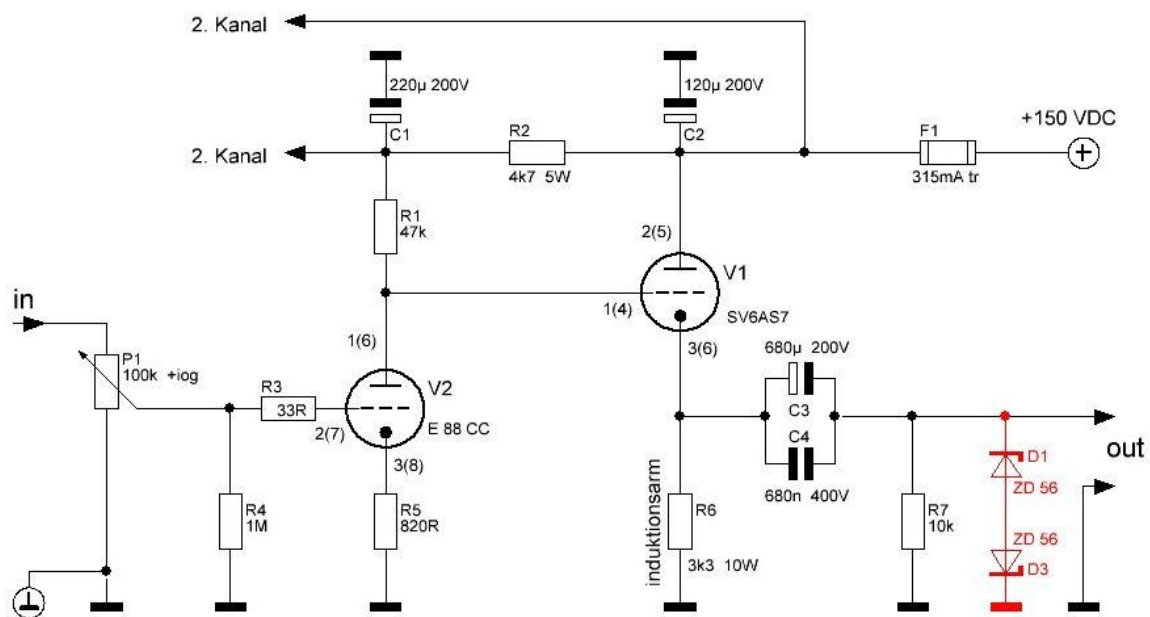 2. Kanal
220µ 200V
C1
120µ 200V
C2
2. Kanal
R2
4k7 5W
F1
315mA tr
+150 VDC
R1
47k
2(5)
V1
1(4)
SV6AS7
3(6)
in
P1
100k +iog
1(6)
R3
33R
2(7)
V2
E 88 CC
3(8)
680µ 200V
C3
C4
680n 400V
out
R4
1M
R5
820R
induktionsarm
R6
3k3 10W
R7
10k
D1
ZD 56
ZD 56
D3